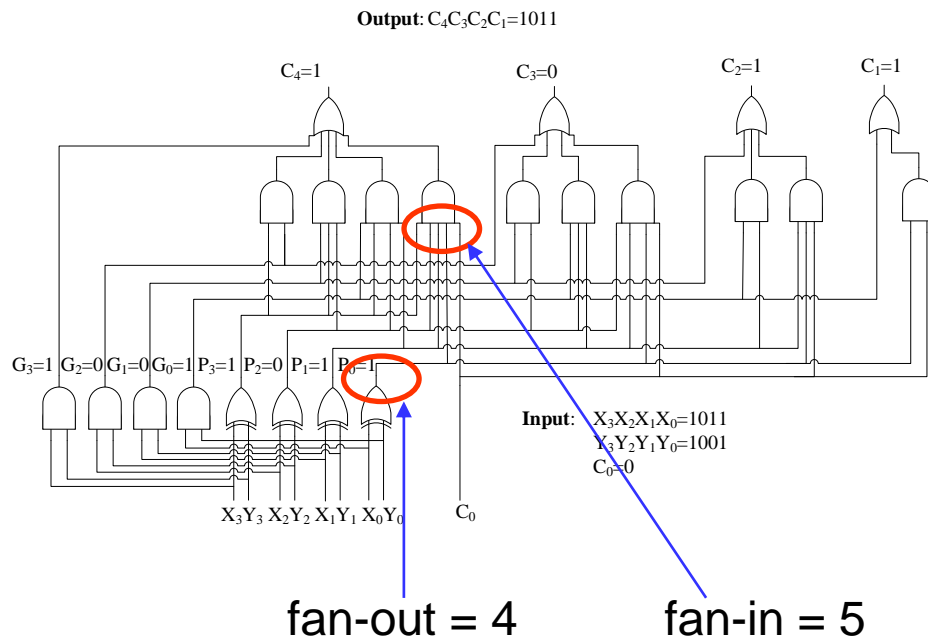 Output: C₄C₃C₂C₁=1011
C₄=1 C₃=0 C₂=1 C₁=1
G₃=1 G₂=0 G₁=0 G₀=1 P₃=1 P₂=0 P₁=1 P₀=1
Input: X₃X₂X₁X₀=1011
Y₃Y₂Y₁Y₀=1001
C₀=0
X₃Y₃ X₂Y₂ X₁Y₁ X₀Y₀ C₀
fan-out = 4 fan-in = 5